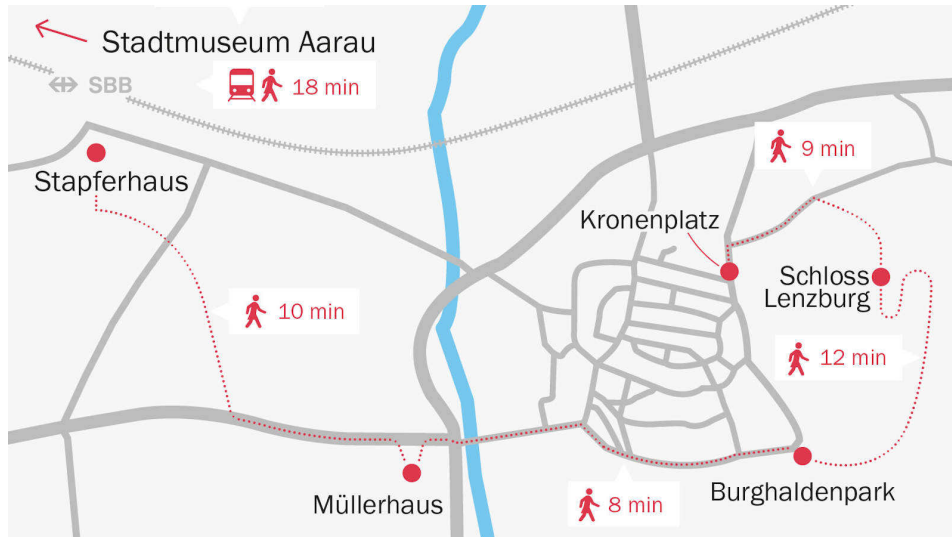 Stadtmuseum Aarau
SBB
18 min
9 min
Stapferhaus
Kronenplatz
Schloss
Lenzburg
10 min
12 min
Müllerhaus
8 min
Burghaldenpark